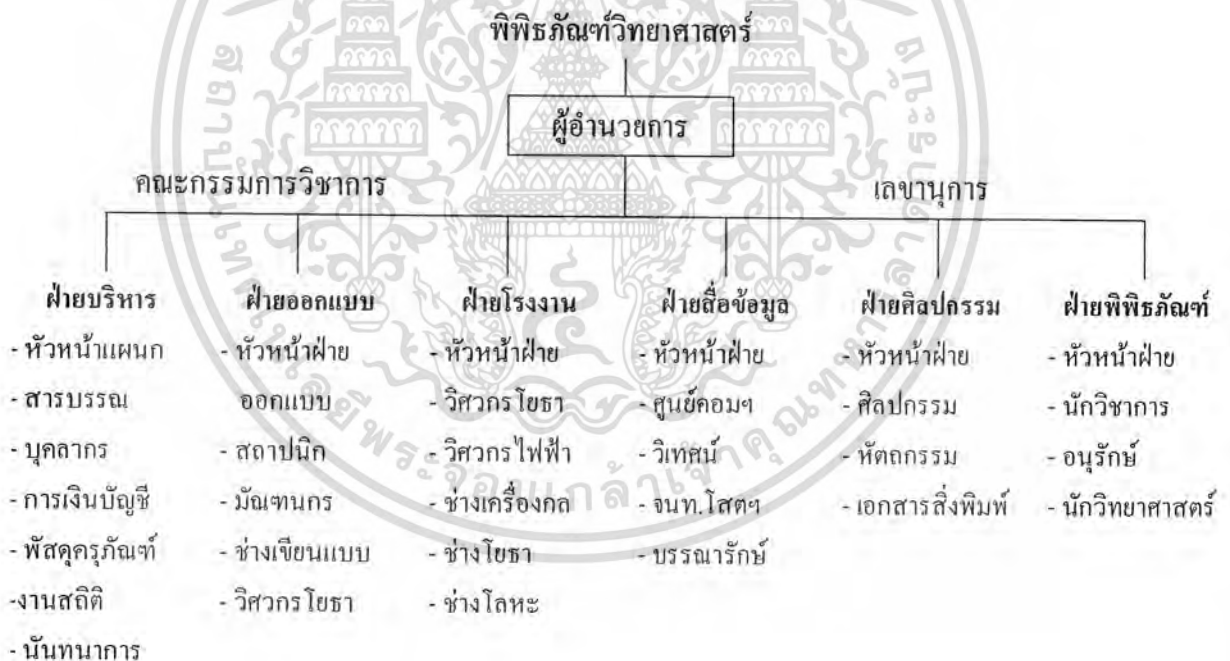 พิพิธภัณฑ์วิทยาศาสตร์
ผู้อำนวยการ
คณะกรรมการวิชาการ
เลขานุการ
ฝ่ายบริหาร
- หัวหน้าแผนก
- สารบรรณ
- บุคลากร
- การเงินบัญชี
- พัสดุครุภัณฑ์
-งานสถิติ
- นันทนาการ
ฝ่ายออกแบบ
- หัวหน้าฝ่าย
ออกแบบ
- สถาปนิก
- มัณฑนกร
- ช่างเขียนแบบ
- วิศวกรโยธา
ฝ่ายโรงงาน
- หัวหน้าฝ่าย
- วิศวกรโยธา
- วิศวกรไฟฟ้า
- ช่างเครื่องกล
- ช่างโยธา
- ช่างโลหะ
ฝ่ายสื่อข้อมูล
- หัวหน้าฝ่าย
- ศูนย์คอมฯ
- วิเทศน์
- จนท.โสตฯ
- บรรณารักษ์
ฝ่ายศิลปกรรม
- หัวหน้าฝ่าย
- ศิลปกรรม
- หัตถกรรม
- เอกสารสิ่งพิมพ์
ฝ่ายพิพิธภัณฑ์
- หัวหน้าฝ่าย
- นักวิชาการ
- อนุรักษ์
- นักวิทยาศาสตร์